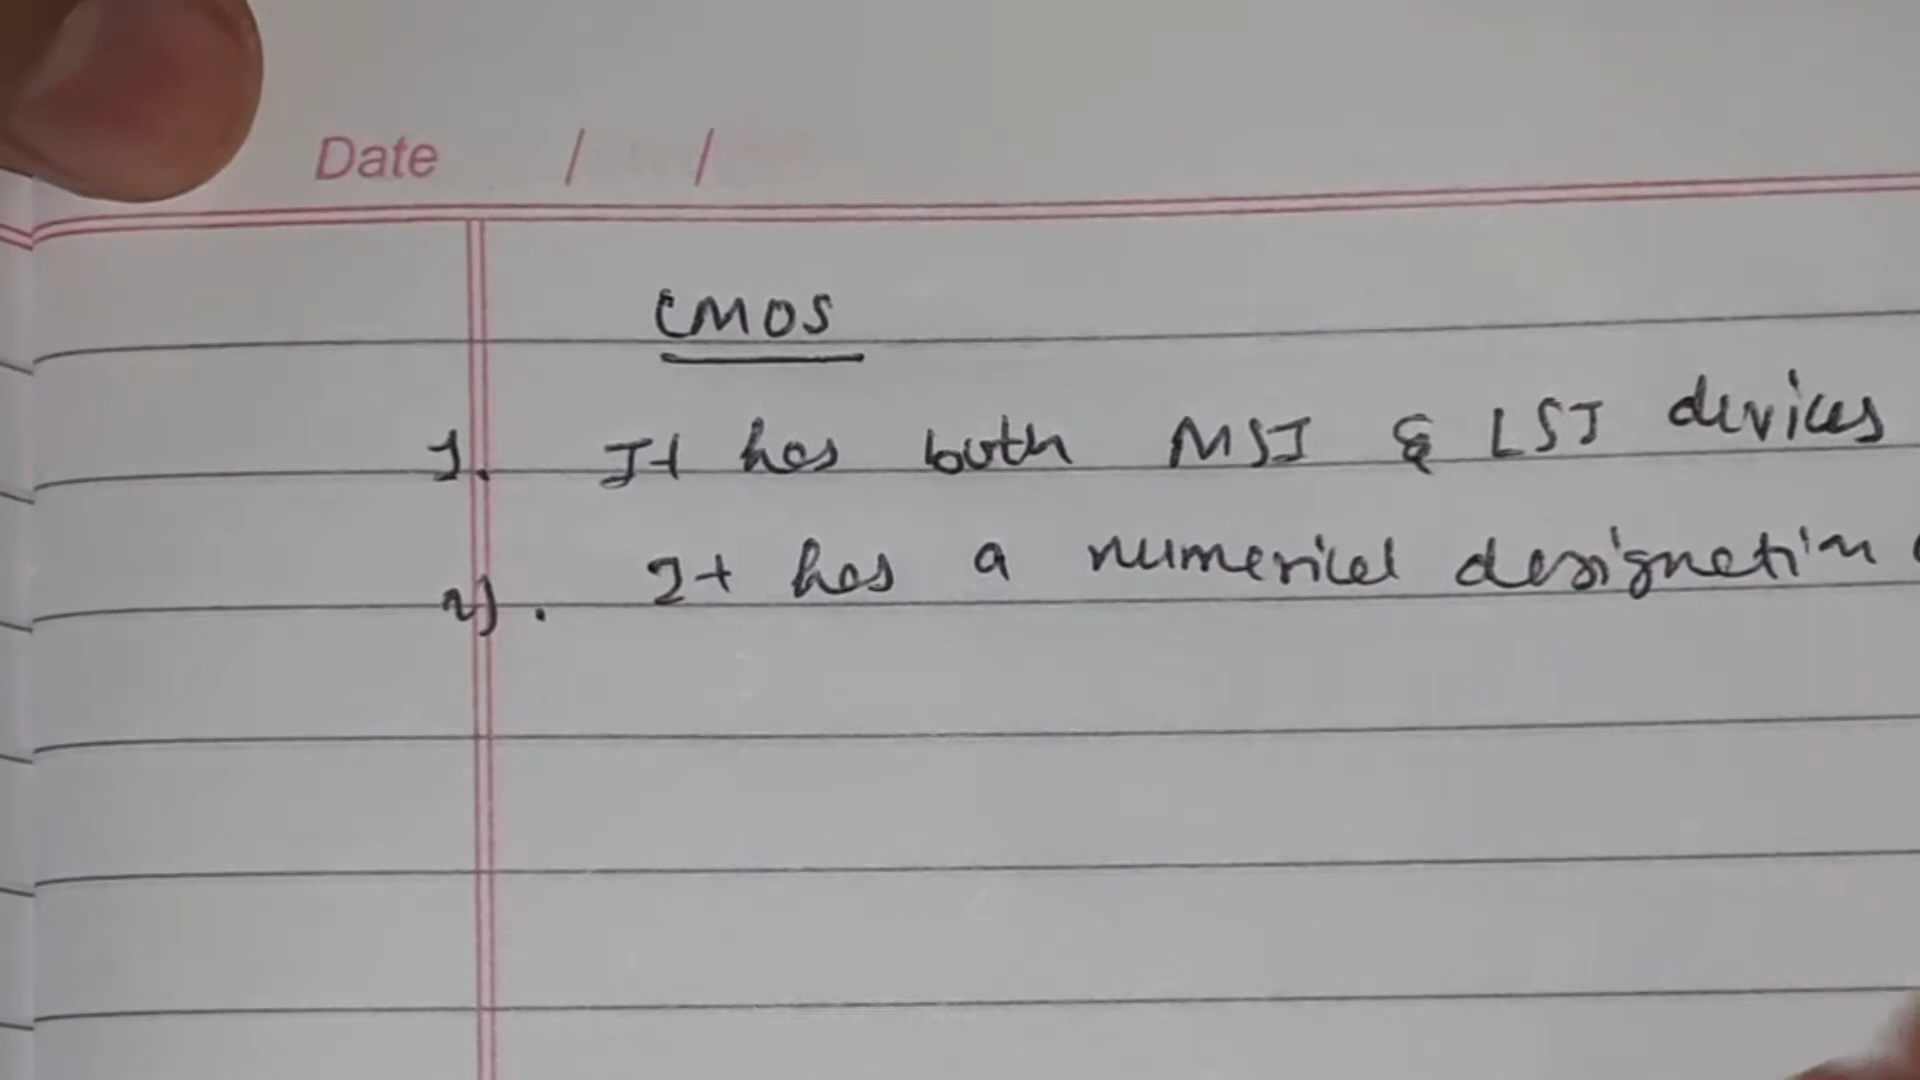 Date / /
CMOS
1. It has both MSI & LSI devices
2). It has a numerical designation